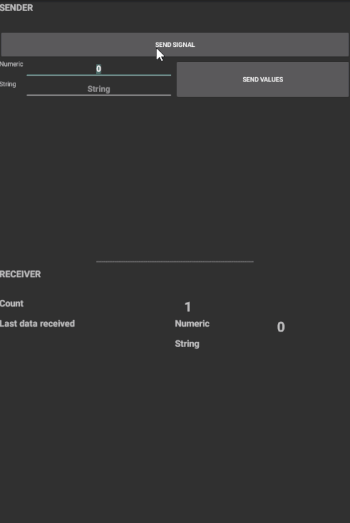 SENDER
SEND SIGNAL
Numeric 0
String String
SEND VALUES
RECEIVER
Count 1
Last data received Numeric 0
String